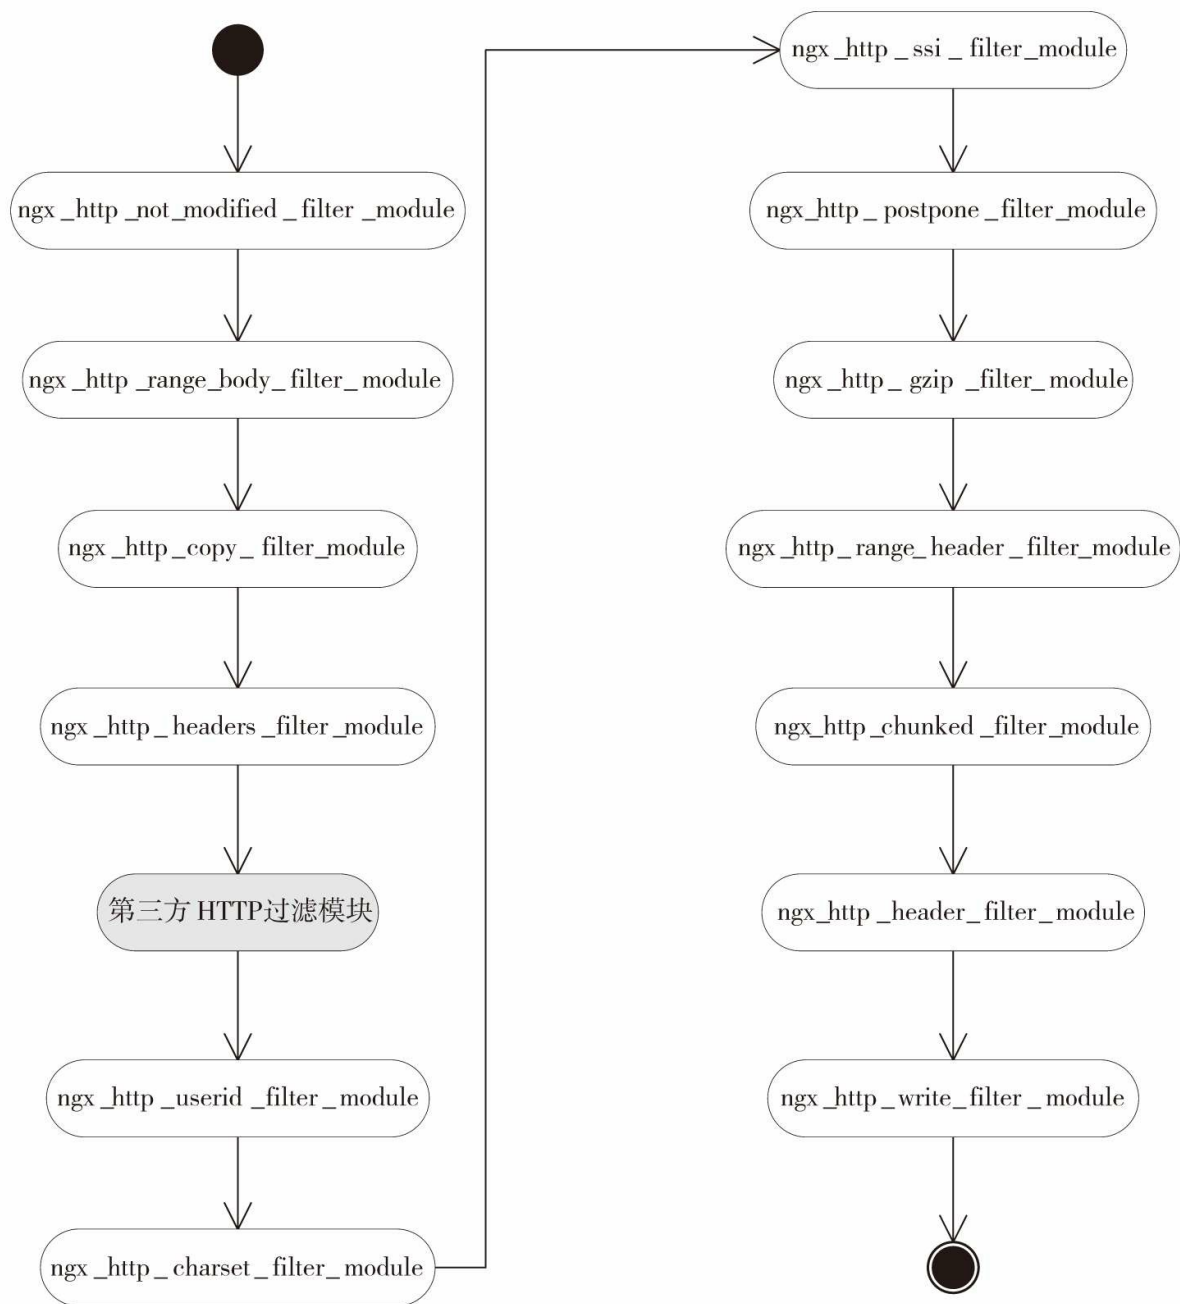 ngx_http_not_modified_filter_module
ngx_http_range_body_filter_module
ngx_http_copy_filter_module
ngx_http_headers_filter_module
第三方HTTP过滤模块
ngx_http_userid_filter_module
ngx_http_charset_filter_module
ngx_http_ssi_filter_module
ngx_http_postpone_filter_module
ngx_http_gzip_filter_module
ngx_http_range_header_filter_module
ngx_http_chunked_filter_module
ngx_http_header_filter_module
ngx_http_write_filter_module